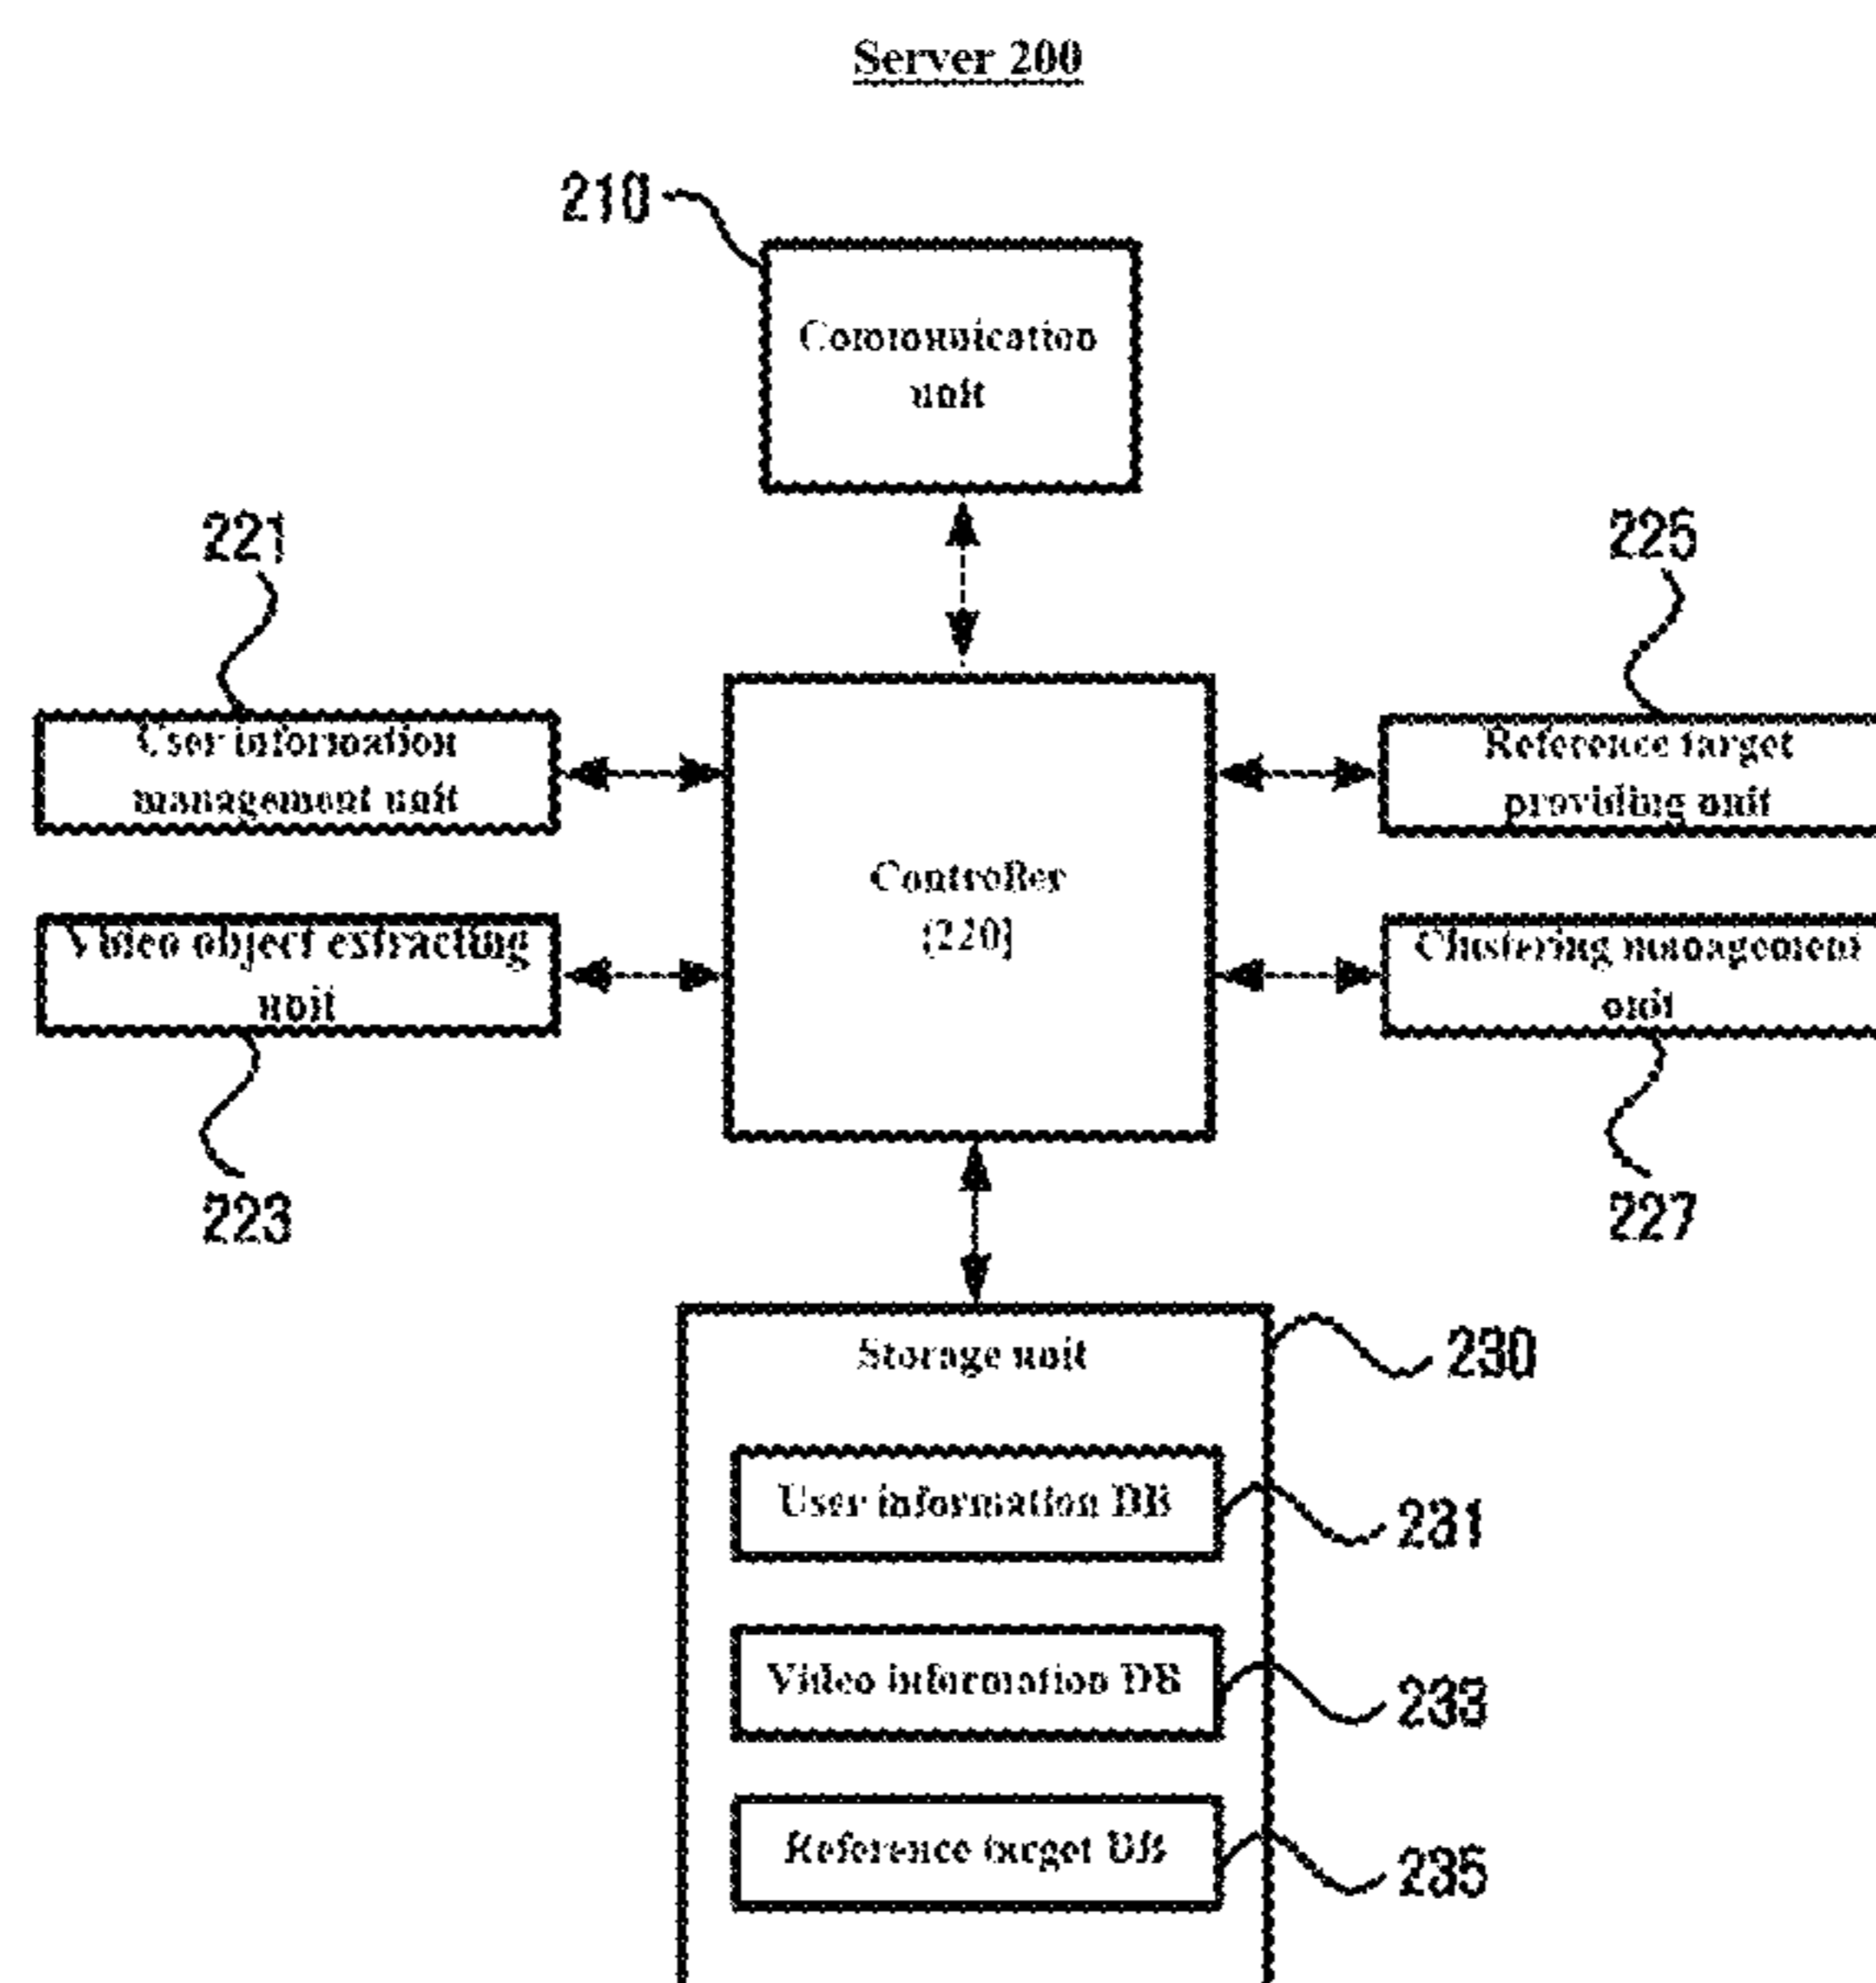 Server 200
210
Communication
unit
221
225
User information
management unit
Reference target
providing unit
Controller
(220)
Video object extracting
unit
Clustering management
unit
223
227
Storage unit
230
User information DB
231
Video information DB
233
Reference target DB
235